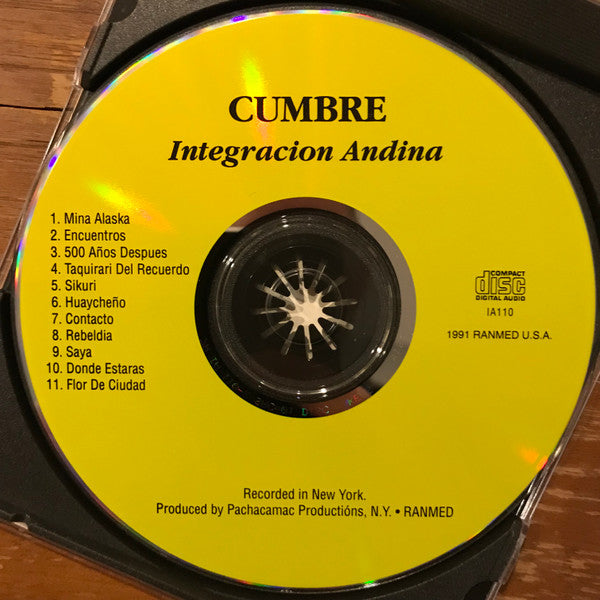 CUMBRE
Integracion Andina
1. Mina Alaska
2. Encuentros
3. 500 Años Despues
4. Taquirari Del Recuerdo
5. Sikuri
6. Huaycheño
7. Contacto
8. Rebeldia
9. Saya
10. Donde Estaras
11. Flor De Ciudad
COMPACT
disc
DIGITAL AUDIO
IA110
1991 RANMED U.S.A.
Recorded in New York.
Produced by Pachacamac Productións, N.Y. • RANMED